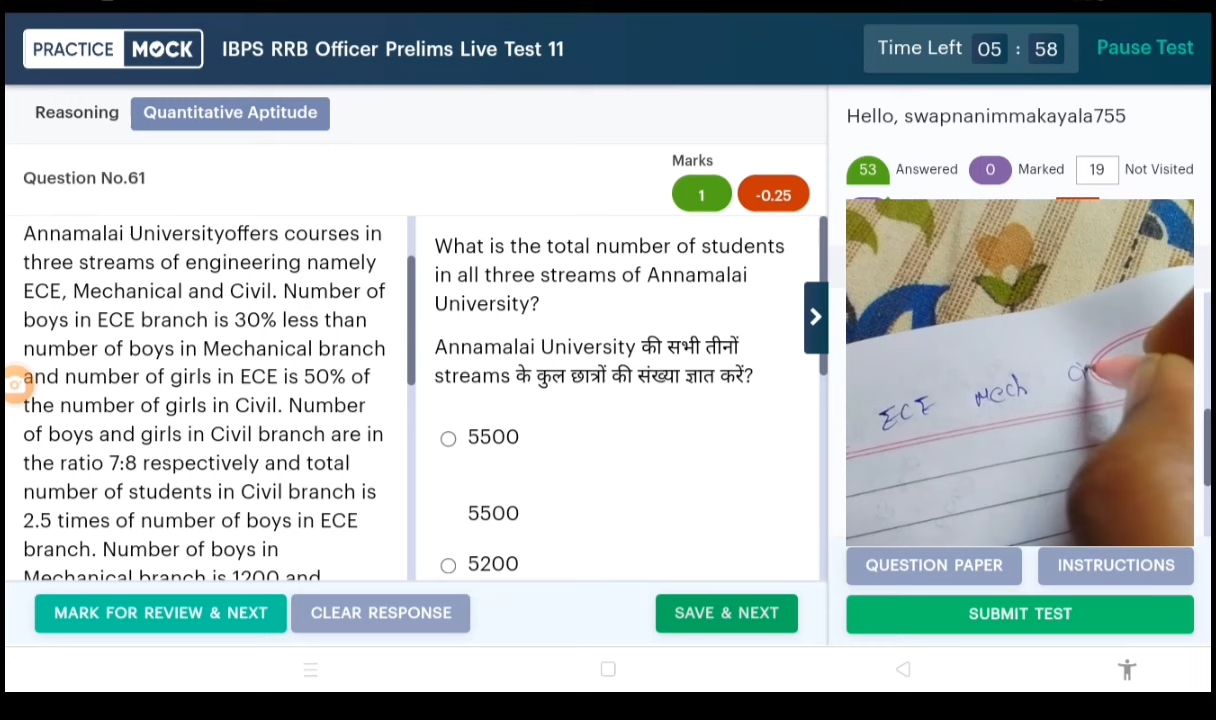 PRACTICE MOCK IBPS RRB Officer Prelims Live Test 11 Time Left 05 : 58 Pause Test
Reasoning Quantitative Aptitude
Hello, swapnanimmakayala755
Question No.61
Marks
1 -0.25
53 Answered 0 Marked 19 Not Visited
Annamalai Universityoffers courses in
three streams of engineering namely
ECE, Mechanical and Civil. Number of
boys in ECE branch is 30% less than
number of boys in Mechanical branch
and number of girls in ECE is 50% of
the number of girls in Civil. Number
of boys and girls in Civil branch are in
the ratio 7:8 respectively and total
number of students in Civil branch is
2.5 times of number of boys in ECE
branch. Number of boys in
Mechanical branch is 1200 and
What is the total number of students
in all three streams of Annamalai
University?
Annamalai University की सभी तीनों
streams के कुल छात्रों की संख्या ज्ञात करें?
5500
5500
5200
ECE Mech
QUESTION PAPER INSTRUCTIONS
MARK FOR REVIEW & NEXT CLEAR RESPONSE SAVE & NEXT SUBMIT TEST